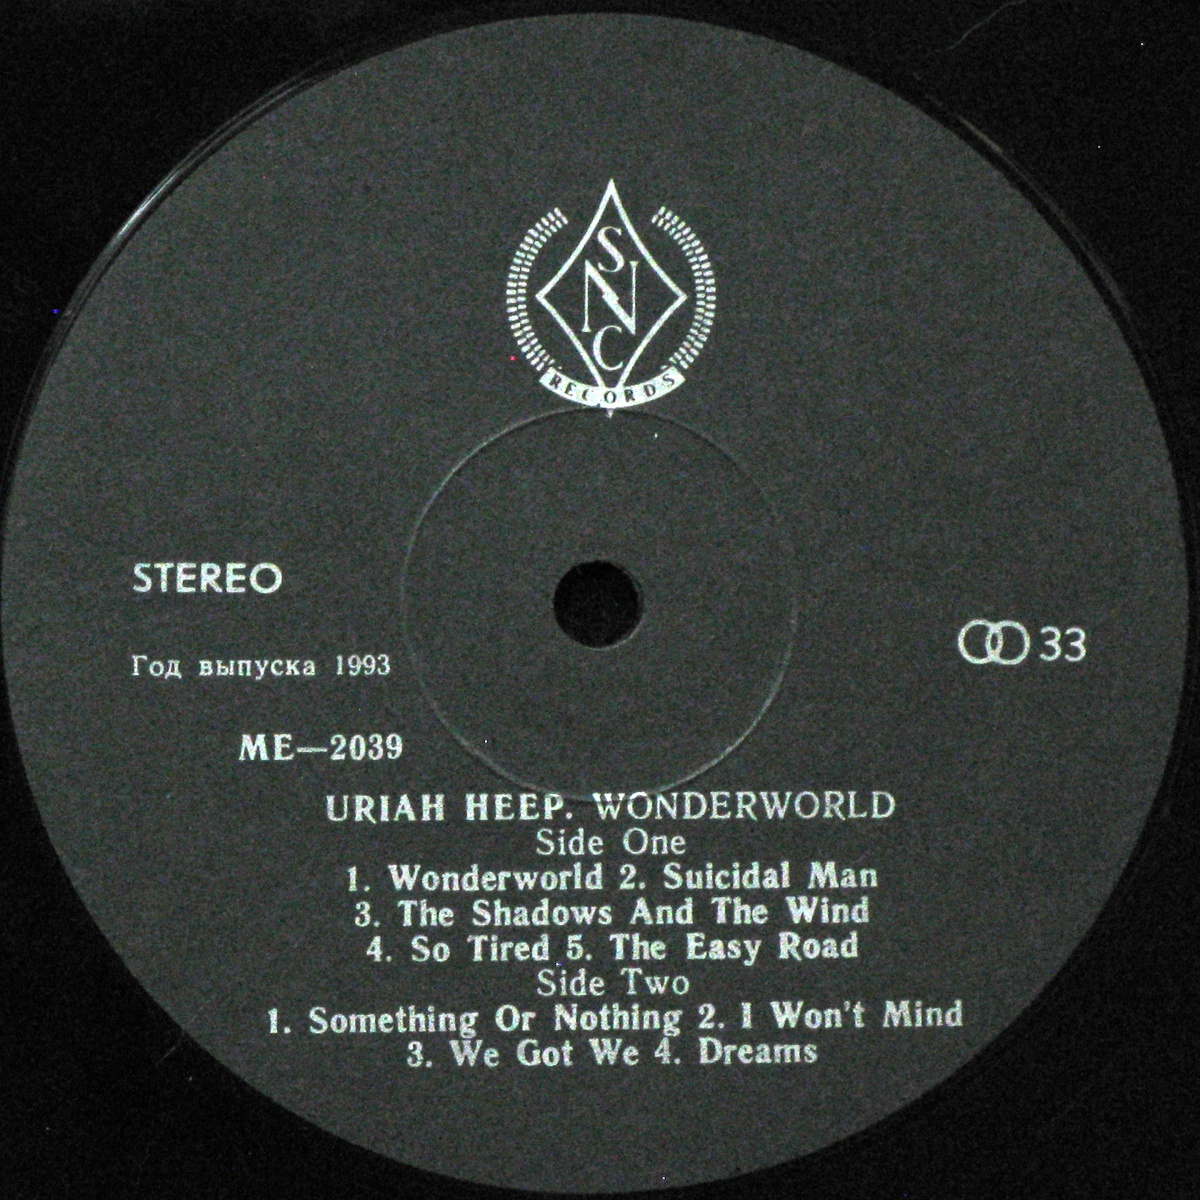 S
N
C
RECORDS
STEREO
Год выпуска 1993
33
ME—2039
URIAH HEEP. WONDERWORLD
Side One
1. Wonderworld 2. Suicidal Man
3. The Shadows And The Wind
4. So Tired 5. The Easy Road
Side Two
1. Something Or Nothing 2. I Won't Mind
3. We Got We 4. Dreams